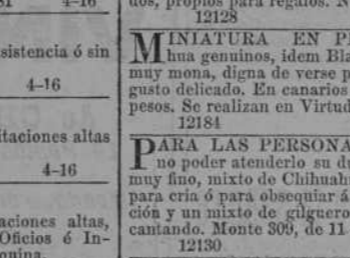 4-16
sistencia ó sin
4-16
itaciones altas
4-16
aciones altas,
Oficios é In-
dos, propios para regalos. N
12128
MINIATURA EN P
hua genuinos, idem Bla
muy mona, digna de verse p
gusto delicado. En canarios
pesos. Se realizan en Virtud
12184
PARA LAS PERSONA
no poder atenderlo su du
muy fino, mixto de Chihuahu
para cria ó para obsequiar á
ción y un mixto de gilguero
cantando. Monte 309, de 11
12130